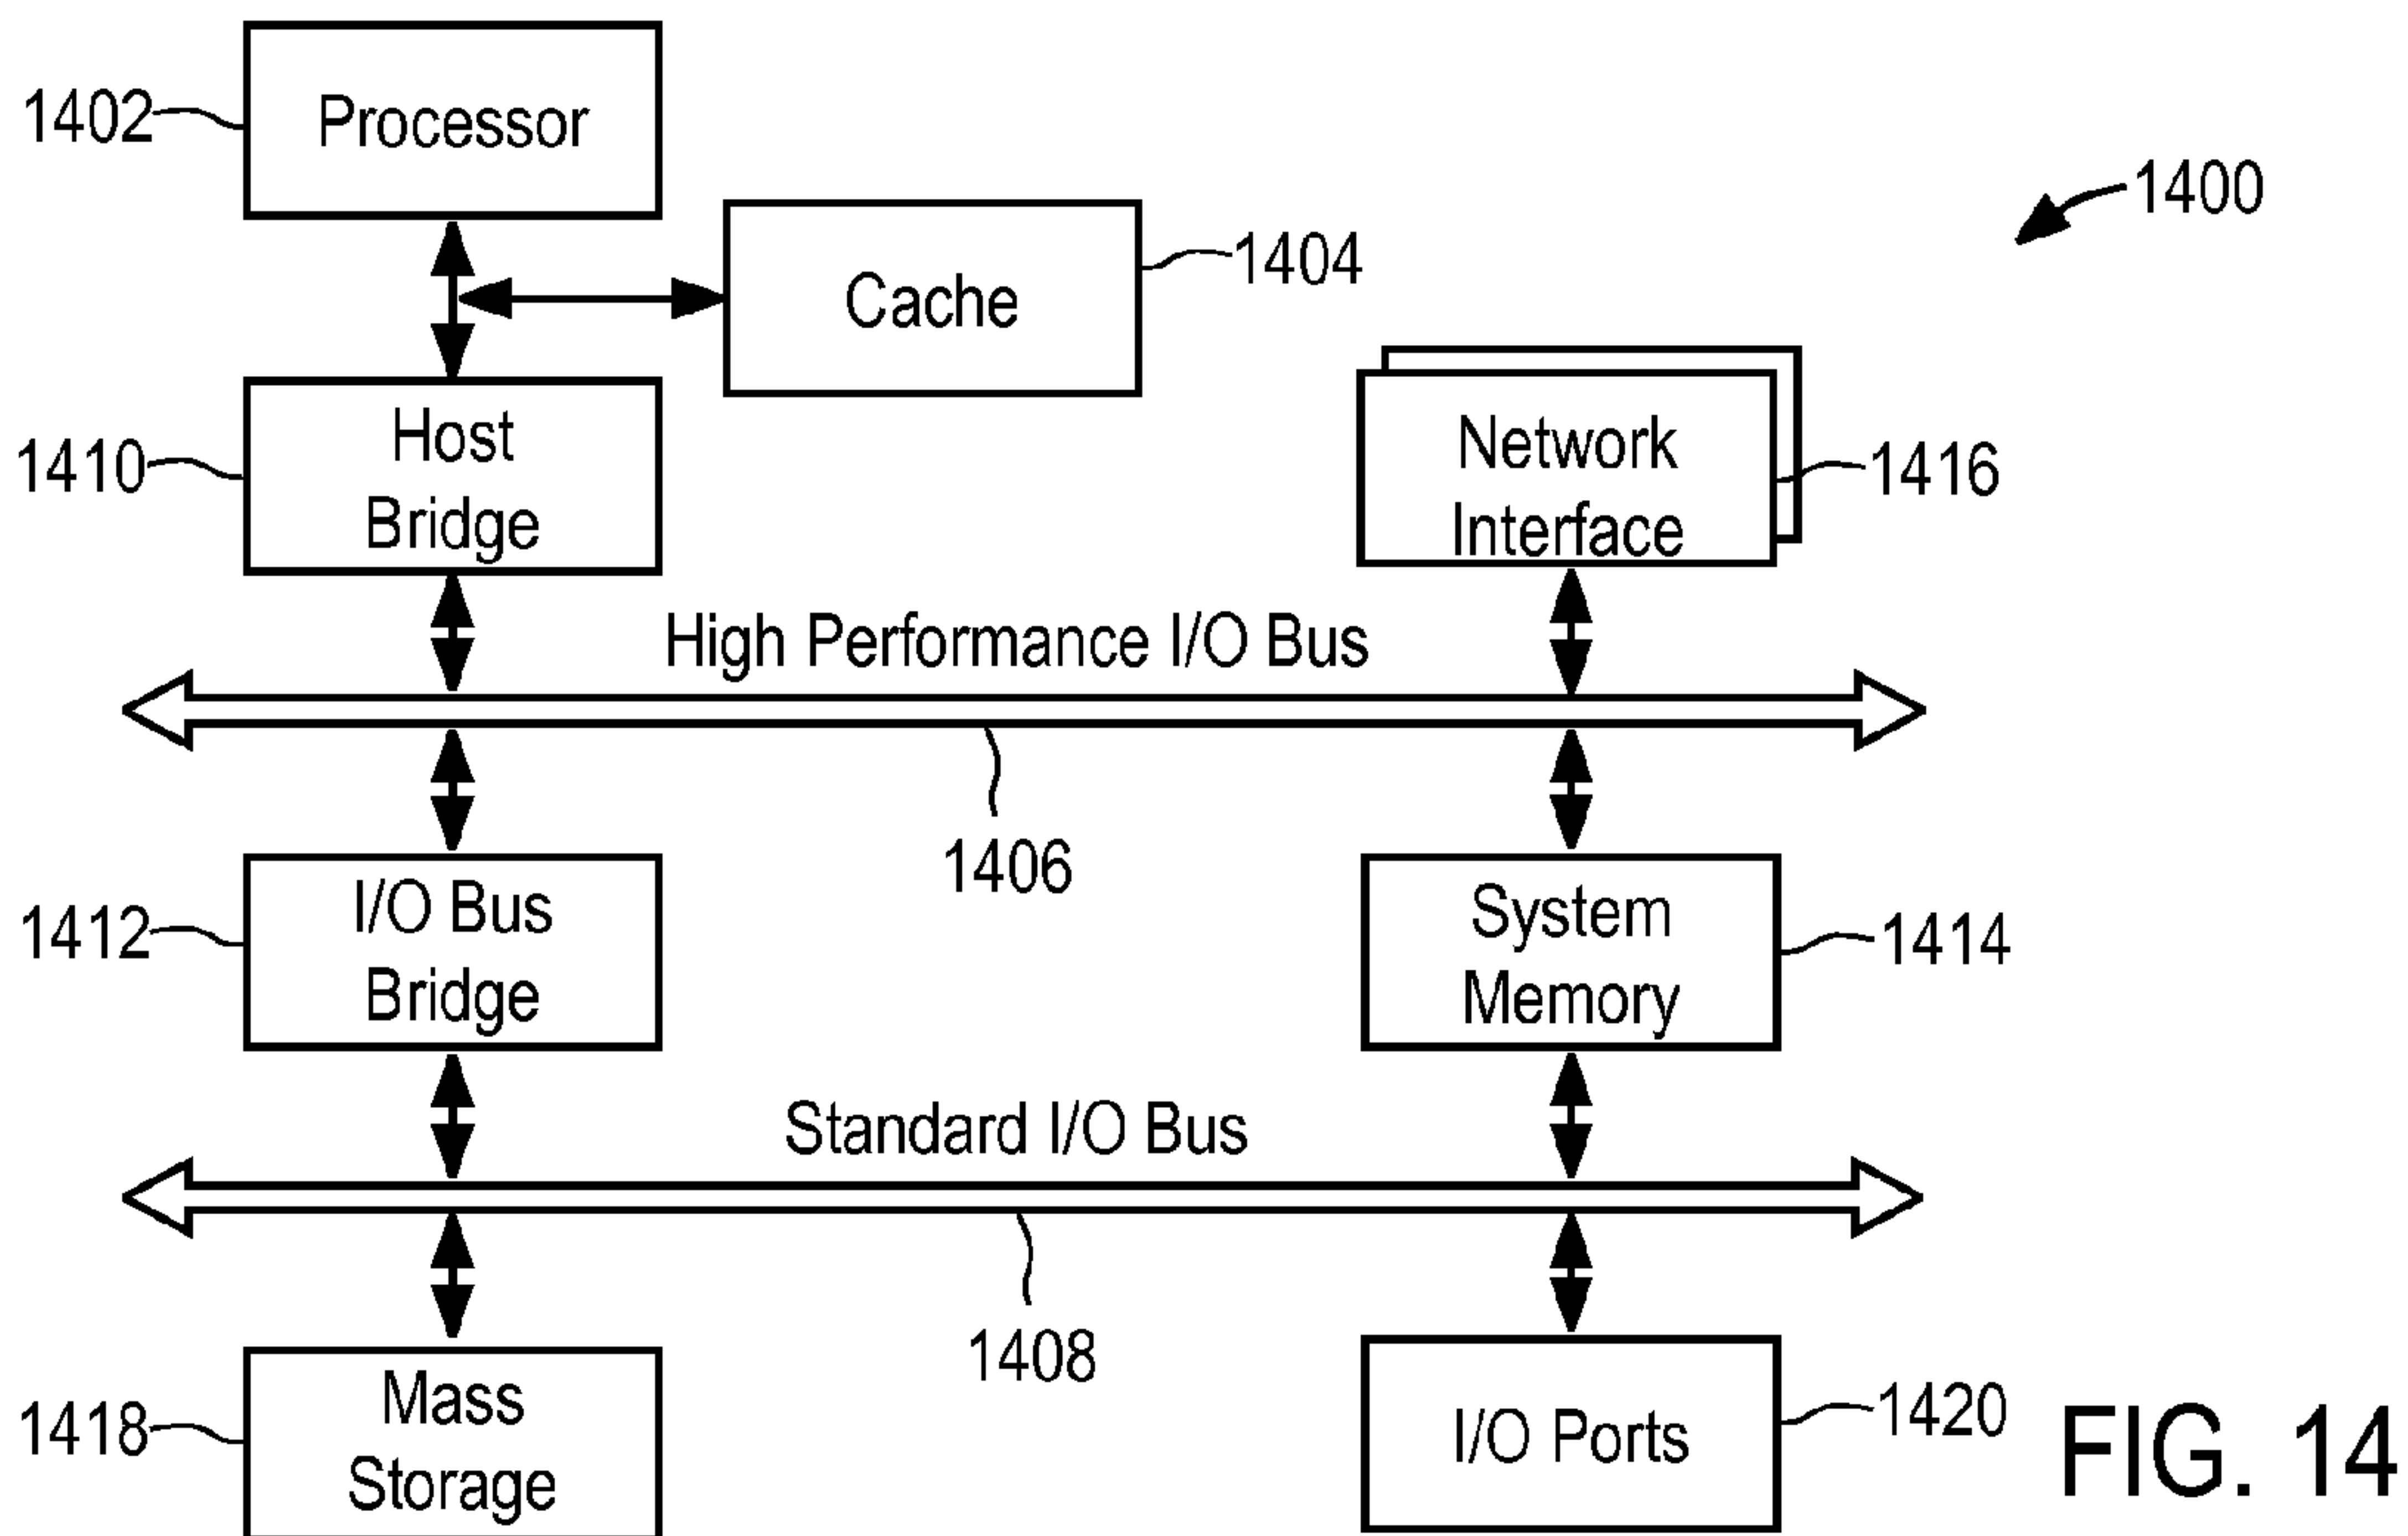 1402
Processor
1400
Cache
1404
1410
Host
Bridge
Network
Interface
1416
High Performance I/O Bus
1406
1412
I/O Bus
Bridge
System
Memory
1414
Standard I/O Bus
1408
1418
Mass
Storage
I/O Ports
1420
FIG. 14